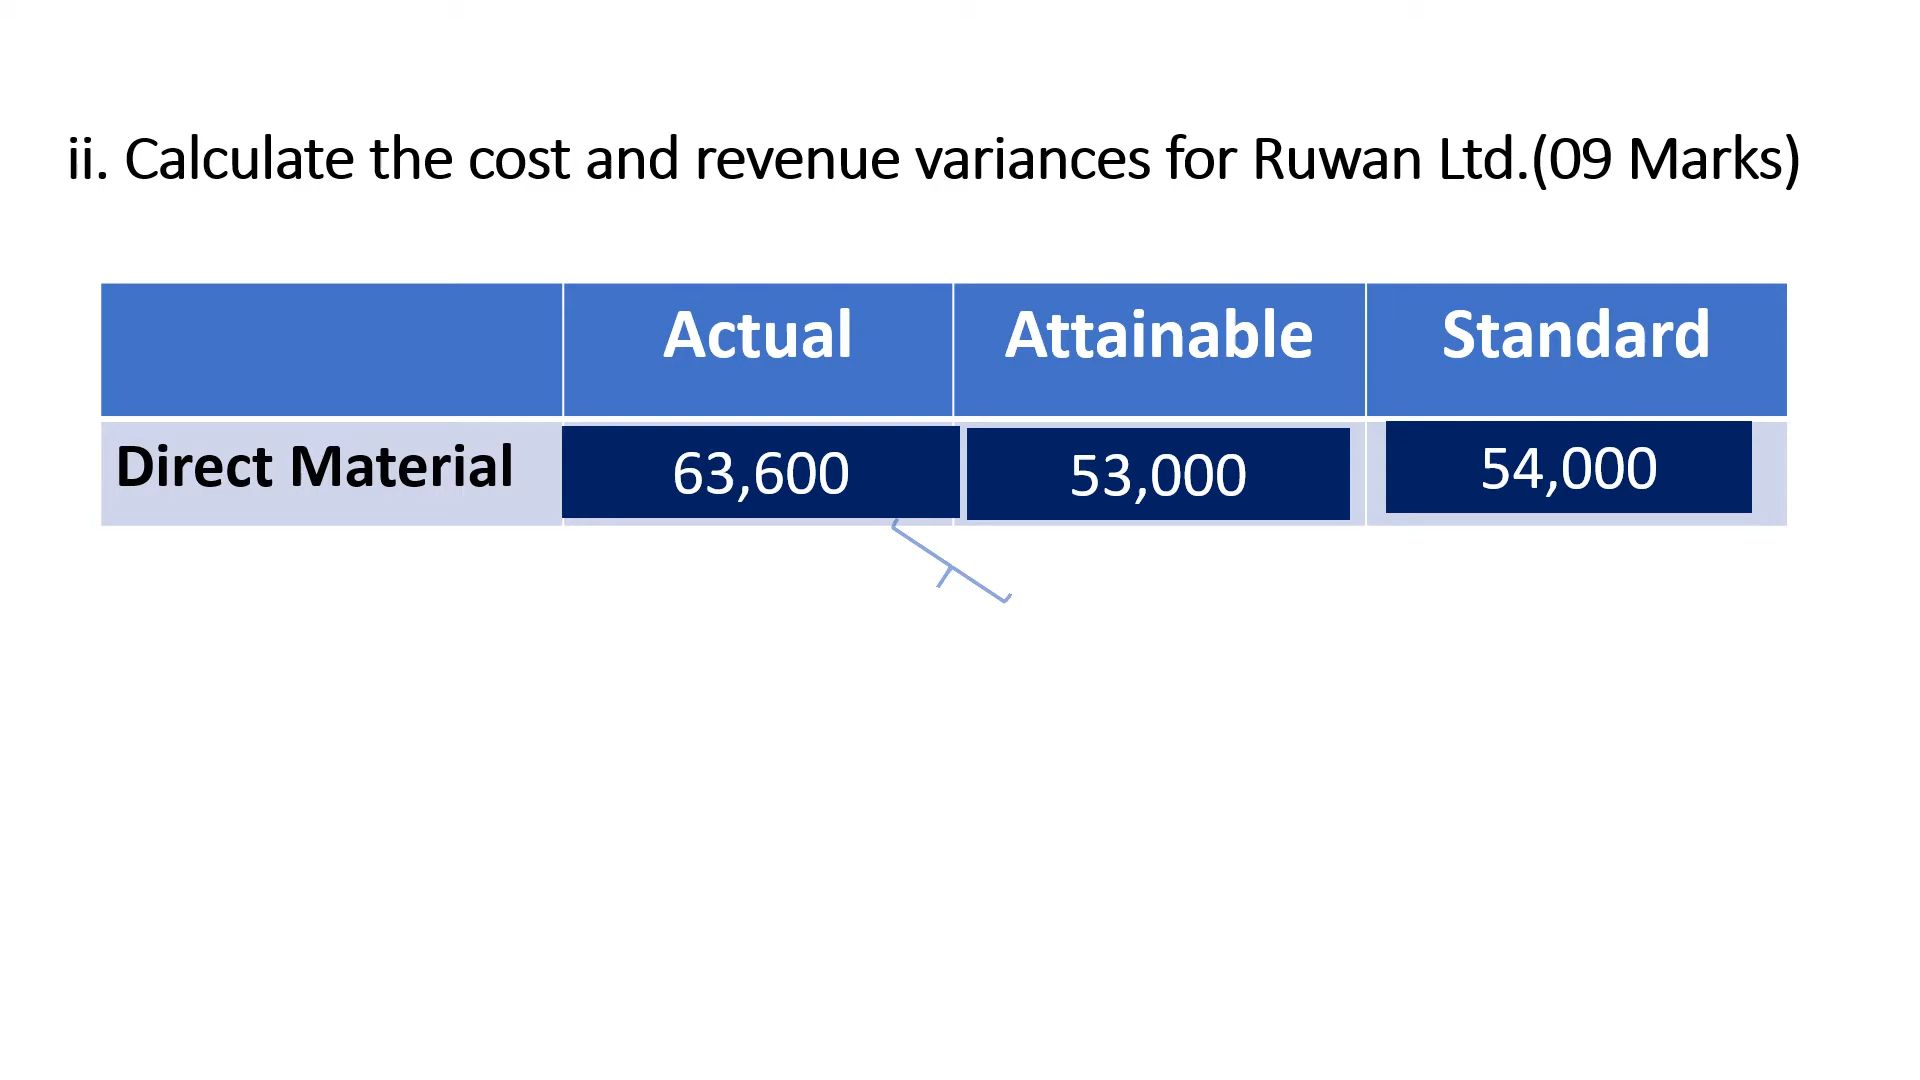 ii. Calculate the cost and revenue variances for Ruwan Ltd.(09 Marks)
Actual Attainable Standard
Direct Material 63,600 53,000 54,000